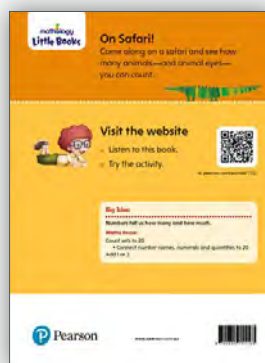 mathology
Little Books
On Safari!
Come along on a safari and see how
many animals—and animal eyes—
you can count.
Visit the website
Listen to this book.
Try the activity.
Big Idea
Numbers tell us how many and how much.
Count sets to 20
• Connect number names, numerals and quantities to 20
Add 1 or 2
Pearson